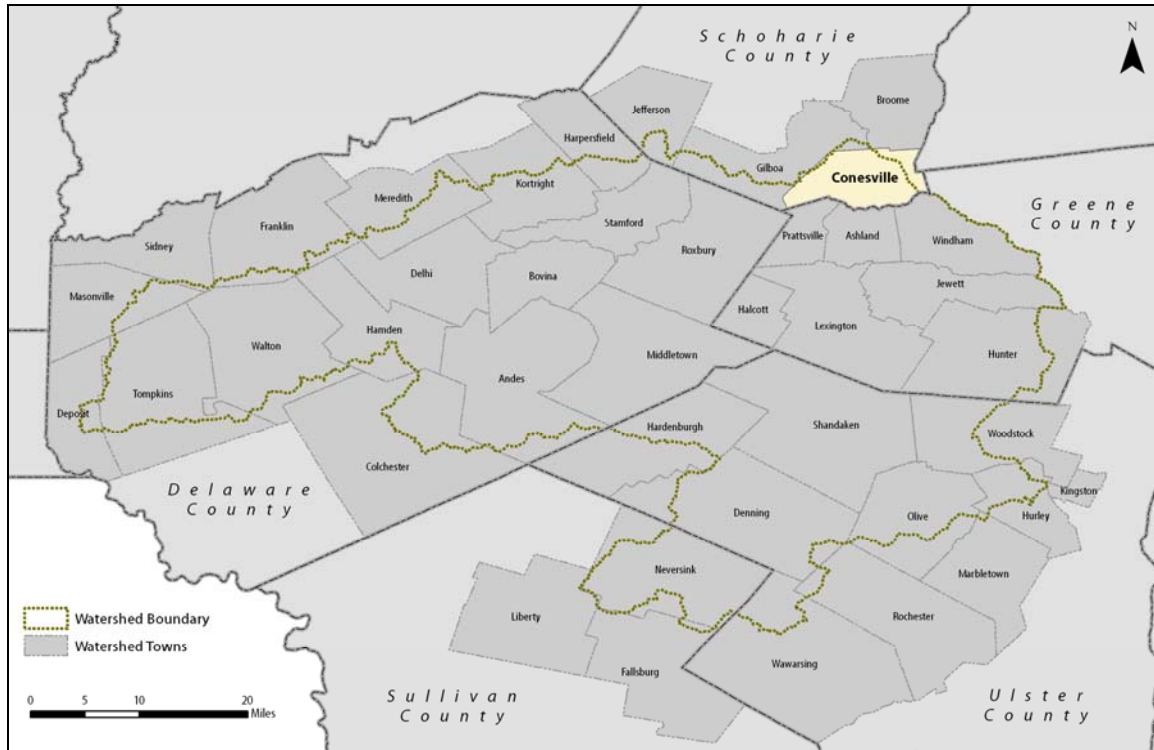 Schoharie
County
N
Broome
Jefferson
Harpersfield
Gilboa
Conesville
Kortright
Meredith
Greene
County
Franklin
Stamford
Prattsville
Ashland
Windham
Sidney
Roxbury
Delhi
Bovina
Jewett
Masonville
Halcott
Lexington
Hamden
Walton
Hunter
Middletown
Andes
Tompkins
Deposit
Hardenburgh
Shandaken
Woodstock
Colchester
Delaware
County
Kingston
Denning
Olive
Hurley
Neversink
Marbletown
Liberty
Rochester
Watershed Boundary
Watershed Towns
Fallsburg
Wawarsing
0 5 10 20
Miles
Sullivan
County
Ulster
County